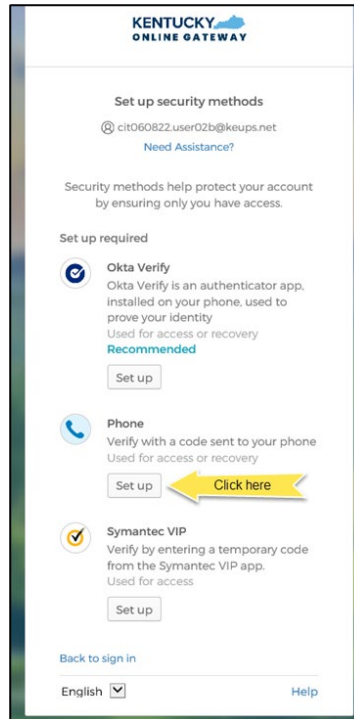 KENTUCKY
ONLINE GATEWAY
Set up security methods
cit060822.user02b@keups.net
Need Assistance?
Security methods help protect your account
by ensuring only you have access.
Set up required
Okta Verify
Okta Verify is an authenticator app,
installed on your phone, used to
prove your identity
Used for access or recovery
Recommended
Set up
Phone
Verify with a code sent to your phone
Used for access or recovery
Set up
Click here
Symantec VIP
Verify by entering a temporary code
from the Symantec VIP app.
Used for access
Set up
Back to sign in
English
Help